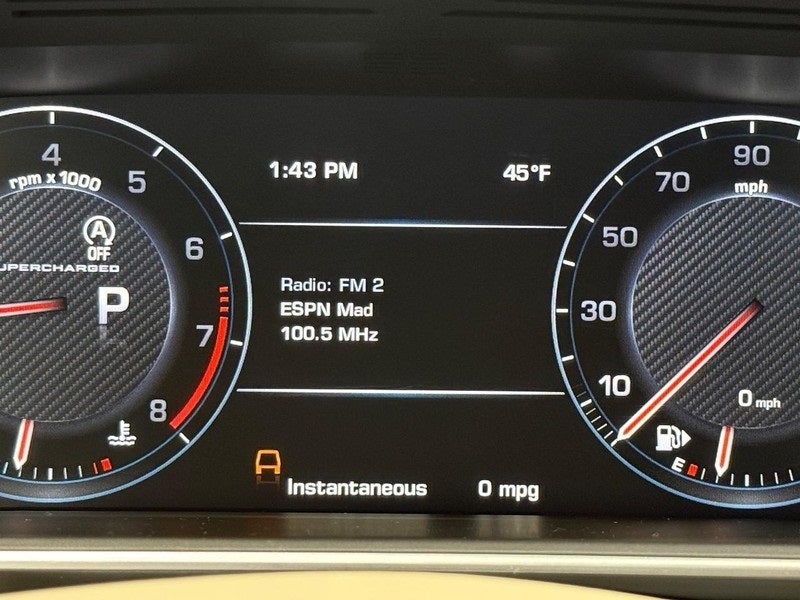 4
5
rpm x 1000
6
A
OFF
UPERCHARGED
P
7
8
1:43 PM 45°F
Radio: FM 2
ESPN Mad
100.5 MHz
Instantaneous 0 mpg
90
mph
70
50
30
10
0 mph
E